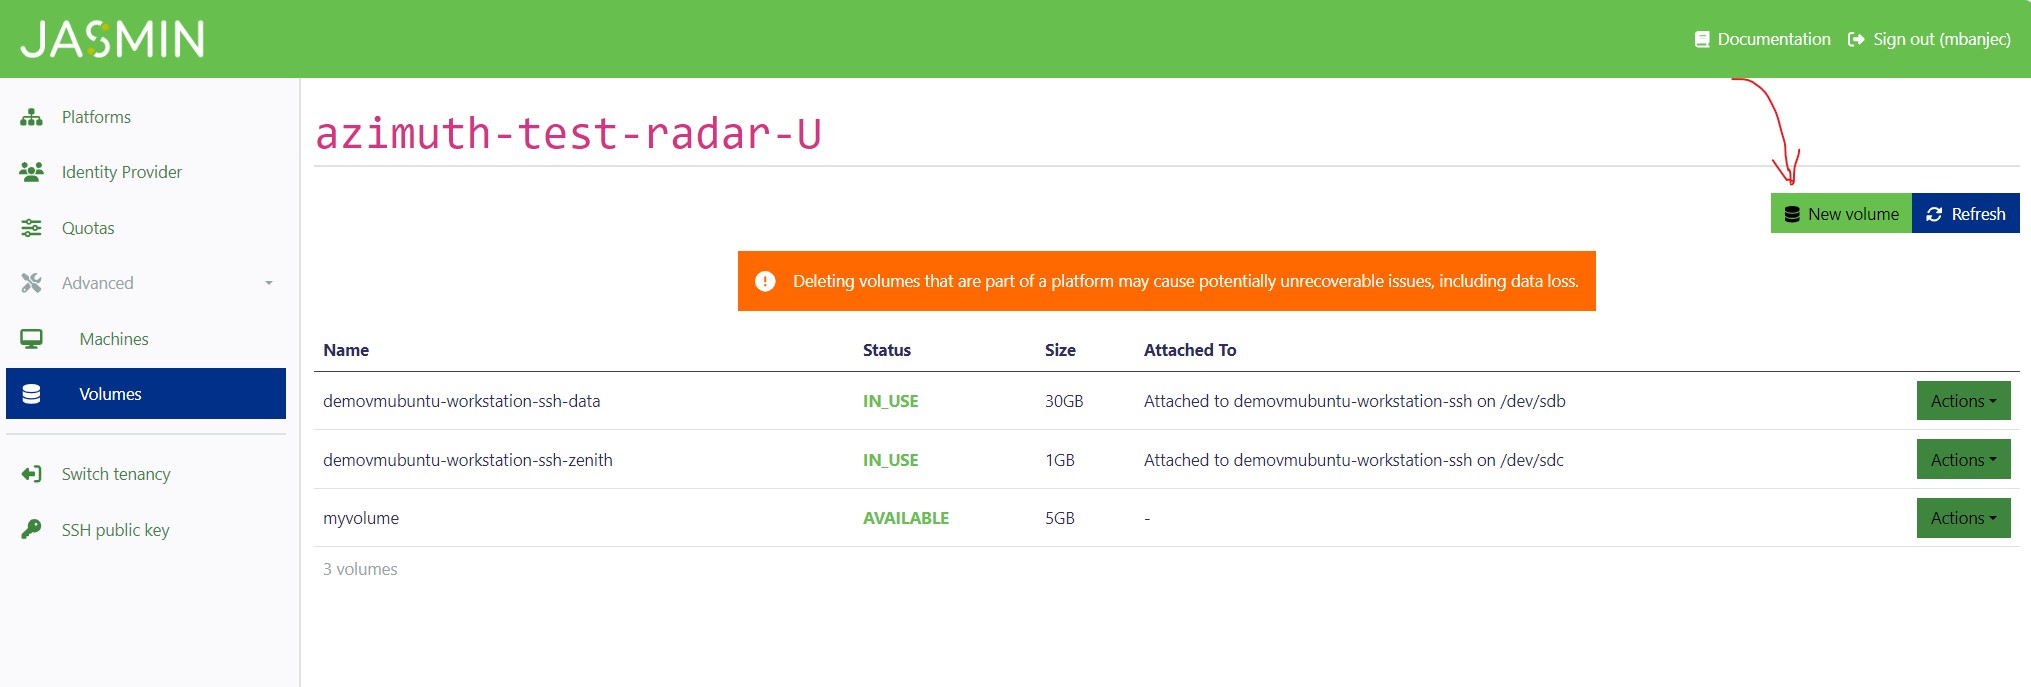 JASMIN
Documentation Sign out (mbanjec)
Platforms
Identity Provider
Quotas
Advanced
Machines
Volumes
Switch tenancy
SSH public key
azimuth-test-radar-U
New volume Refresh
Deleting volumes that are part of a platform may cause potentially unrecoverable issues, including data loss.
Name Status Size Attached To
demovmubuntu-workstation-ssh-data IN_USE 30GB Attached to demovmubuntu-workstation-ssh on /dev/sdb Actions
demovmubuntu-workstation-ssh-zenith IN_USE 1GB Attached to demovmubuntu-workstation-ssh on /dev/sdc Actions
myvolume AVAILABLE 5GB - Actions
3 volumes